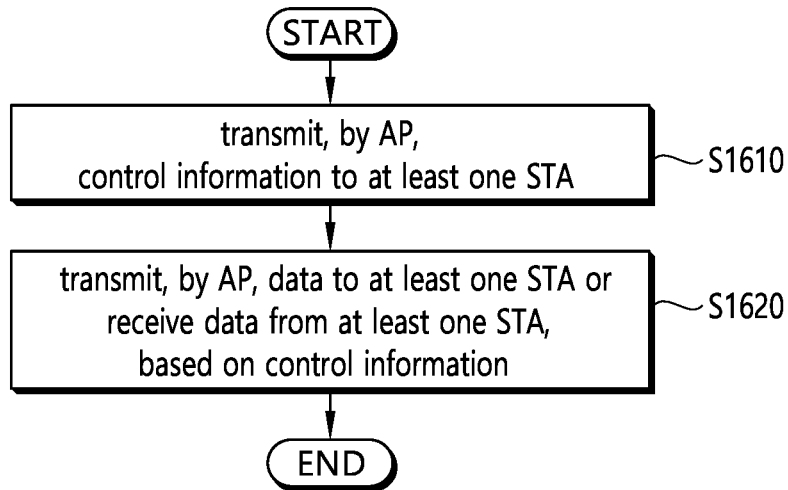 START
transmit, by AP,
control information to at least one STA
S1610
transmit, by AP, data to at least one STA or
receive data from at least one STA,
based on control information
S1620
END